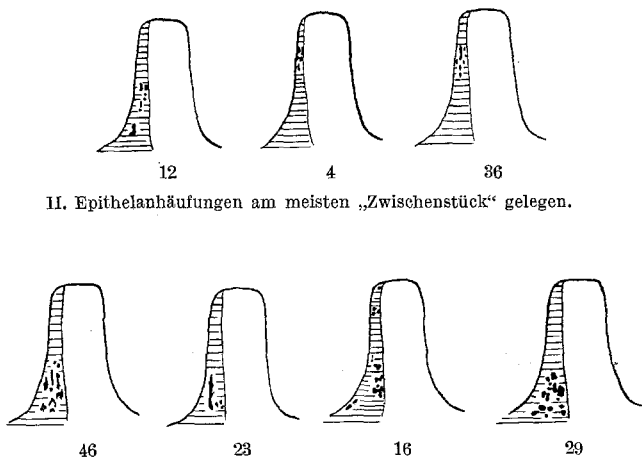 12 4 36
II. Epithelanhäufungen am meisten „Zwischenstück“ gelegen.
46 23 16 29